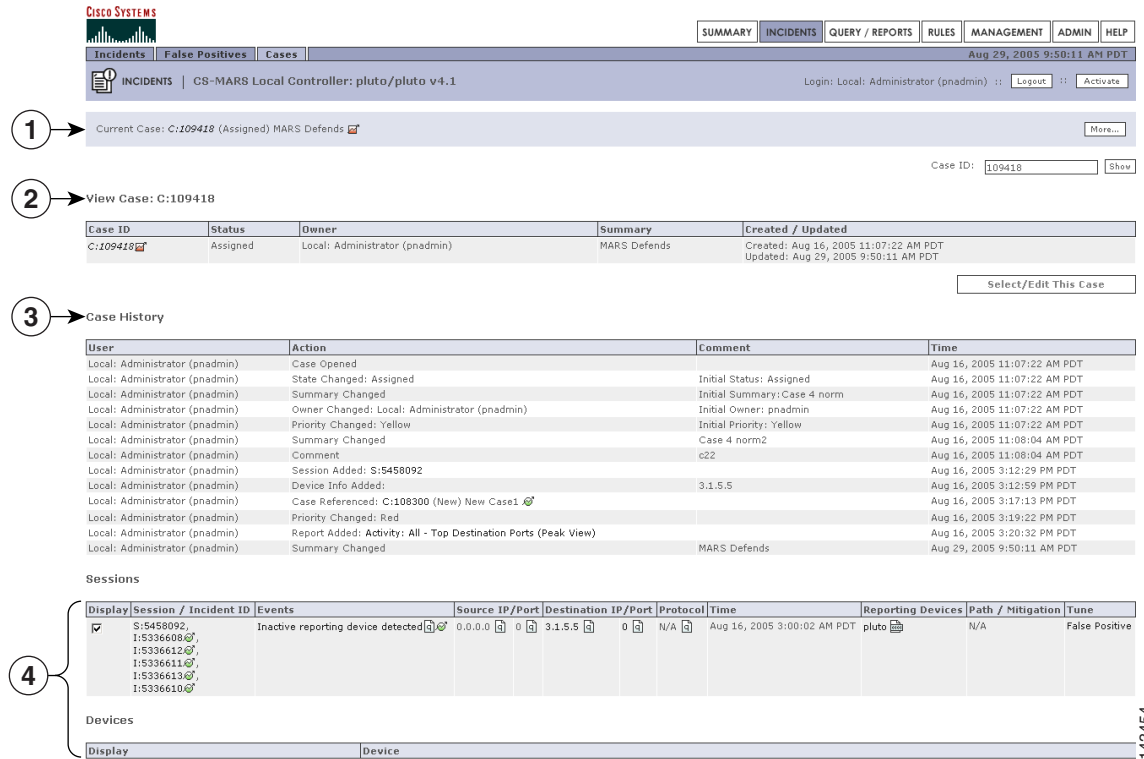 CISCO SYSTEMS
SUMMARY INCIDENTS QUERY / REPORTS RULES MANAGEMENT ADMIN HELP
Incidents False Positives Cases Aug 29, 2005 9:50:11 AM PDT
INCIDENTS | CS-MARS Local Controller: pluto/pluto v4.1 Login: Local: Administrator (pnadmin) :: Logout :: Activate
1 Current Case: C:109418 (Assigned) MARS Defends More...
Case ID: 109418 Show
2 View Case: C:109418
Case ID Status Owner Summary Created / Updated
C:109418 Assigned Local: Administrator (pnadmin) MARS Defends Created: Aug 16, 2005 11:07:22 AM PDT
Updated: Aug 29, 2005 9:50:11 AM PDT
Select/Edit This Case
3 Case History
User Action Comment Time
Local: Administrator (pnadmin) Case Opened Aug 16, 2005 11:07:22 AM PDT
Local: Administrator (pnadmin) State Changed: Assigned Initial Status: Assigned Aug 16, 2005 11:07:22 AM PDT
Local: Administrator (pnadmin) Summary Changed Initial Summary: Case 4 norm Aug 16, 2005 11:07:22 AM PDT
Local: Administrator (pnadmin) Owner Changed: Local: Administrator (pnadmin) Initial Owner: pnadmin Aug 16, 2005 11:07:22 AM PDT
Local: Administrator (pnadmin) Priority Changed: Yellow Initial Priority: Yellow Aug 16, 2005 11:07:22 AM PDT
Local: Administrator (pnadmin) Summary Changed Case 4 norm2 Aug 16, 2005 11:08:04 AM PDT
Local: Administrator (pnadmin) Comment c22 Aug 16, 2005 11:08:04 AM PDT
Local: Administrator (pnadmin) Session Added: S:5458092 Aug 16, 2005 3:12:29 PM PDT
Local: Administrator (pnadmin) Device Info Added: 3.1.5.5 Aug 16, 2005 3:12:59 PM PDT
Local: Administrator (pnadmin) Case Referenced: C:108300 (New) New Case1 Aug 16, 2005 3:17:13 PM PDT
Local: Administrator (pnadmin) Priority Changed: Red Aug 16, 2005 3:19:22 PM PDT
Local: Administrator (pnadmin) Report Added: Activity: All - Top Destination Ports (Peak View) Aug 16, 2005 3:20:32 PM PDT
Local: Administrator (pnadmin) Summary Changed MARS Defends Aug 29, 2005 9:50:11 AM PDT
Sessions
Display Session / Incident ID Events Source IP/Port Destination IP/Port Protocol Time Reporting Devices Path / Mitigation Tune
S:5458092, Inactive reporting device detected q 0.0.0.0 q 0 q 3.1.5.5 q 0 q N/A q Aug 16, 2005 3:00:02 AM PDT pluto N/A False Positive
I:5336608,
I:5336612,
I:5336611,
I:5336613,
I:5336610
4
Devices
Display Device